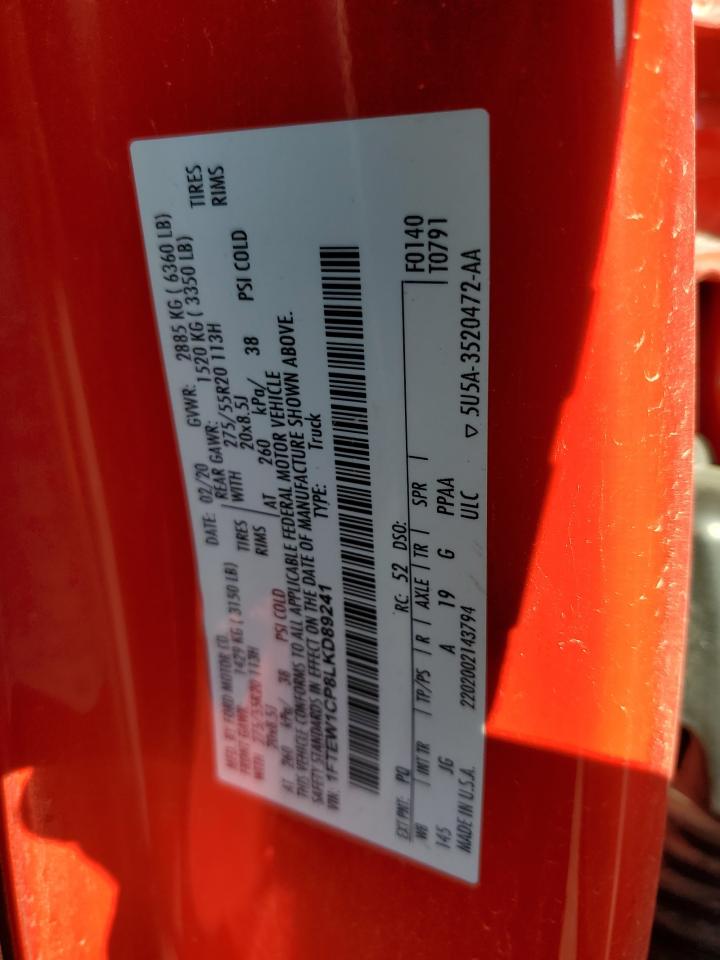 MFD. BY FORD MOTOR CO. DATE: 02/20 GVWR: 2885 KG ( 6360 LB)
FRONT GAWR: 1429 KG ( 3150 LB) REAR GAWR: 1520 KG ( 3350 LB)
WITH 275/55R20 113H TIRES WITH 275/55R20 113H TIRES
20x8.5J RIMS 20x8.5J RIMS
AT 260 kPa/ 38 PSI COLD AT 260 kPa/ 38 PSI COLD
THIS VEHICLE CONFORMS TO ALL APPLICABLE FEDERAL MOTOR VEHICLE
SAFETY STANDARDS IN EFFECT ON THE DATE OF MANUFACTURE SHOWN ABOVE.
VIN: 1FTEW1CP8LKD89241 TYPE: Truck
EXT PNT: PQ RC: 52 DSO: F0140
WB INT TR TP/PS R AXLE TR SPR T0791
145 JG A 19 G PPAA
MADE IN U.S.A. 2202002143794 ULC ▽ 5U5A-3520472-AA